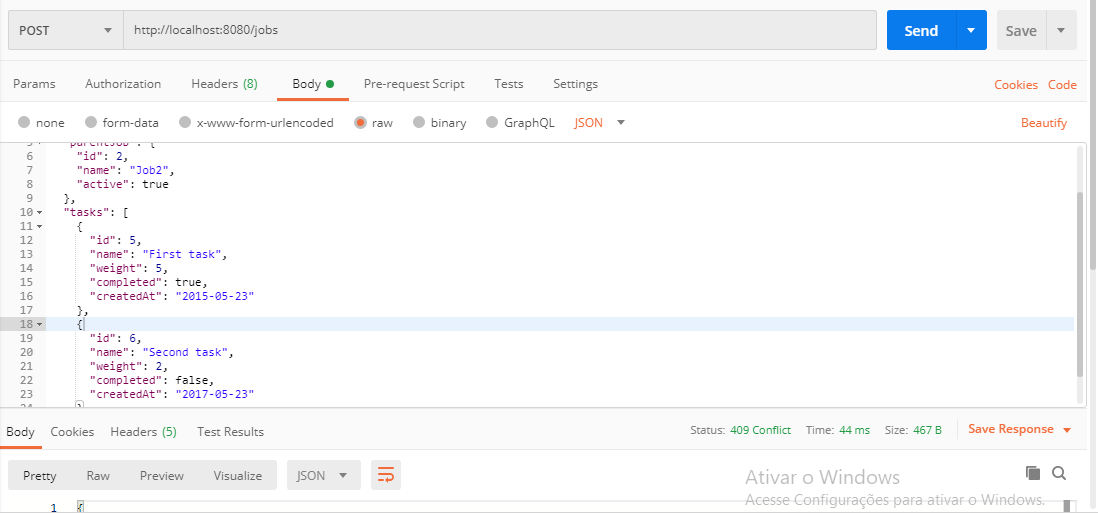 POST http://localhost:8080/jobs Send Save
Params Authorization Headers (8) Body Pre-request Script Tests Settings Cookies Code
none form-data x-www-form-urlencoded raw binary GraphQL JSON Beautify
5 "parentJob": {
6 "id": 2,
7 "name": "Job2",
8 "active": true
9 },
10 "tasks": [
11 {
12 "id": 5,
13 "name": "First task",
14 "weight": 5,
15 "completed": true,
16 "createdAt": "2015-05-23"
17 },
18 {
19 "id": 6,
20 "name": "Second task",
21 "weight": 2,
22 "completed": false,
23 "createdAt": "2017-05-23"
24 }
Body Cookies Headers (5) Test Results Status: 409 Conflict Time: 44 ms Size: 467 B Save Response
Pretty Raw Preview Visualize JSON
Ativar o Windows
Acesse Configurações para ativar o Windows.
1 {